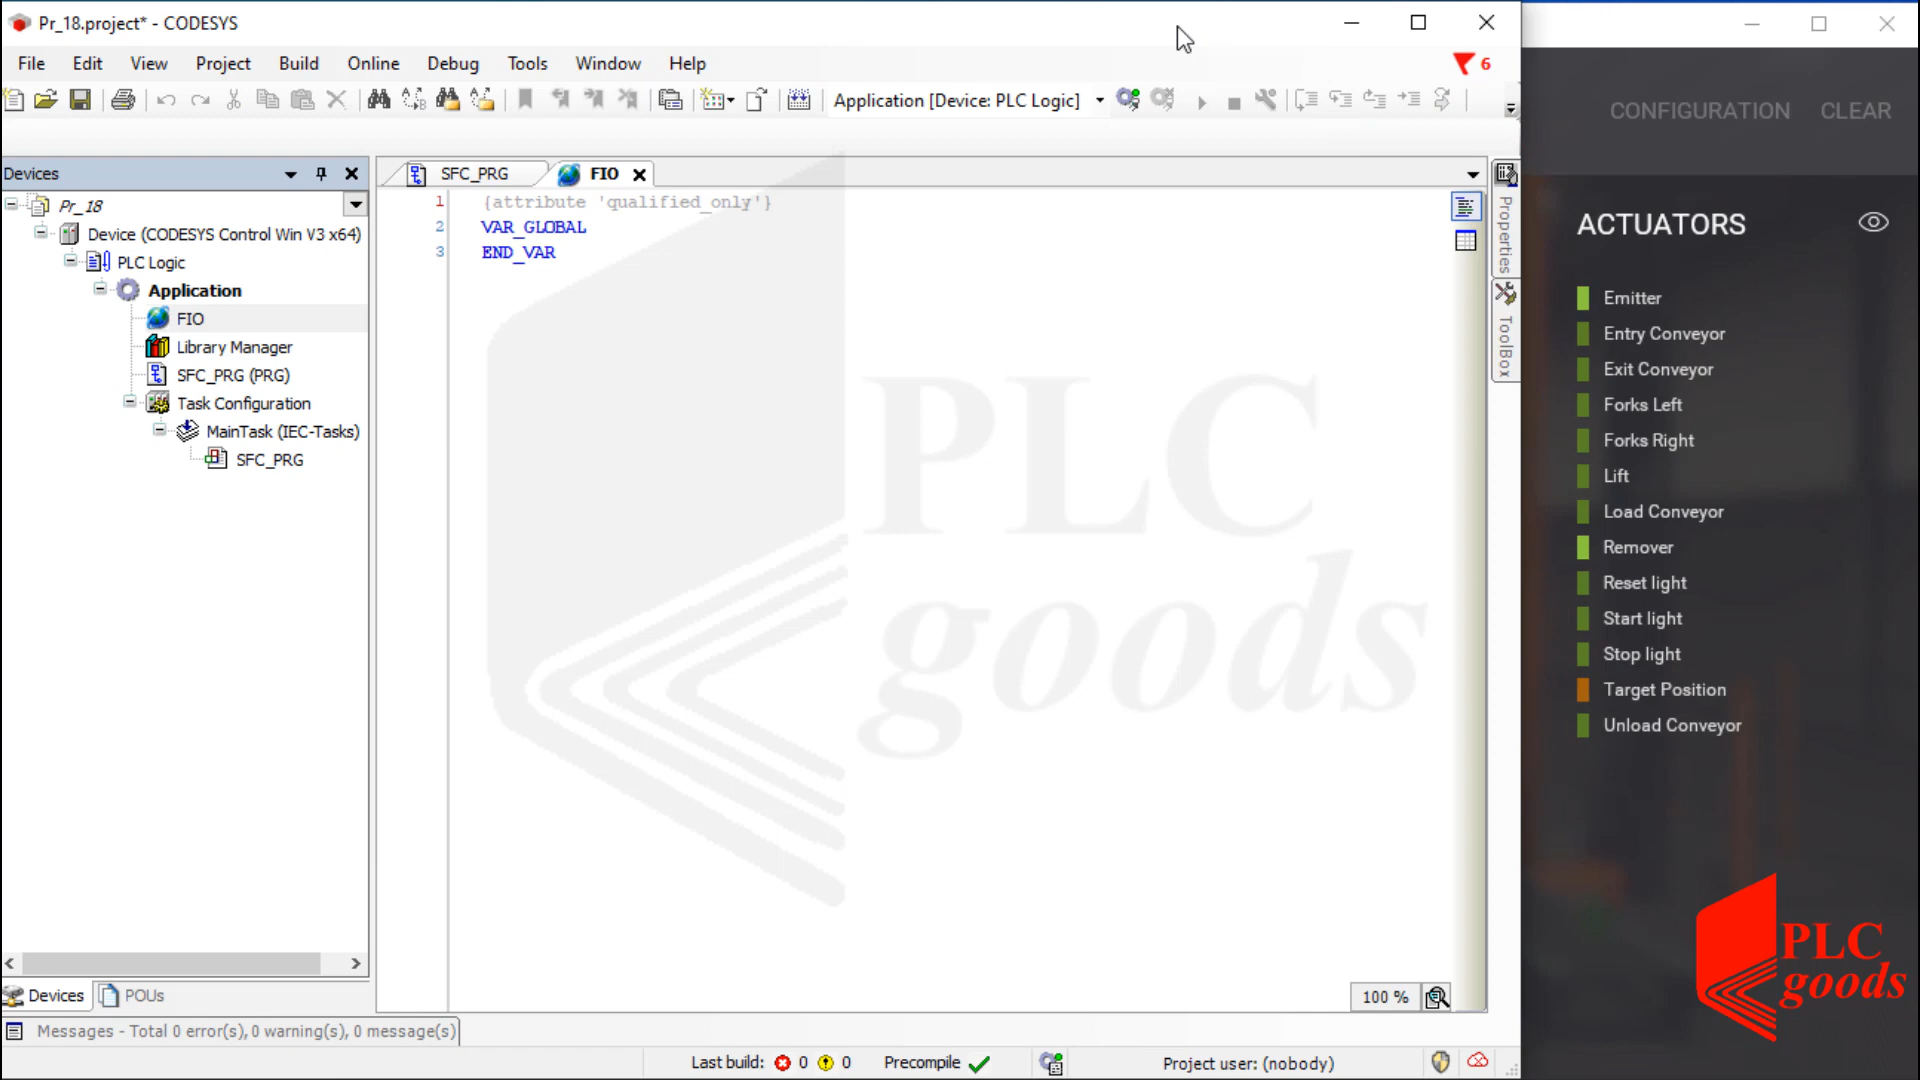 Pr_18.project* - CODESYS
File Edit View Project Build Online Debug Tools Window Help
6
Application [Device: PLC Logic]
Devices
Pr_18
Device (CODESYS Control Win V3 x64)
PLC Logic
Application
FIO
Library Manager
SFC_PRG (PRG)
Task Configuration
MainTask (IEC-Tasks)
SFC_PRG
Devices POUs
SFC_PRG FIO
1 {attribute 'qualified_only'}
2 VAR_GLOBAL
3 END_VAR
PLC
goods
100 %
Properties
ToolBox
Messages - Total 0 error(s), 0 warning(s), 0 message(s)
Last build: 0 0 Precompile Project user: (nobody)
CONFIGURATION CLEAR
ACTUATORS
Emitter
Entry Conveyor
Exit Conveyor
Forks Left
Forks Right
Lift
Load Conveyor
Remover
Reset light
Start light
Stop light
Target Position
Unload Conveyor
PLC
goods